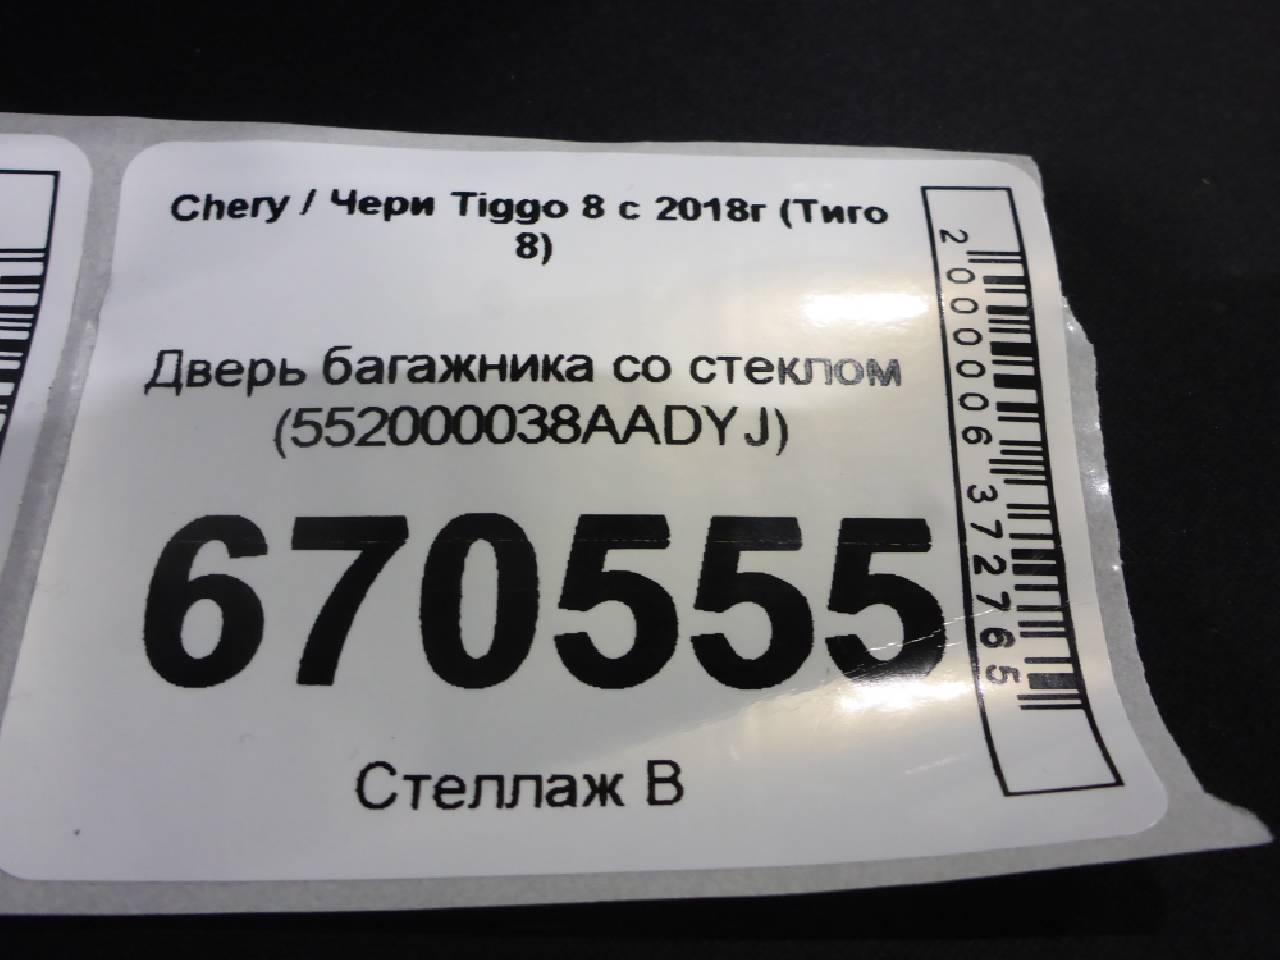 Chery / Чери Tiggo 8 с 2018г (Тиго
8)
Дверь багажника со стеклом
(552000038AADYJ)
670555
Стеллаж В
2000006372765